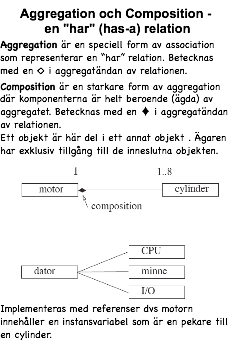 Aggregation och Composition -
en "har" (has-a) relation
Aggregation är en speciell form av association
som representerar en "har" relation. Betecknas
med en ◇ i aggregatändan av relationen.
Composition är en starkare form av aggregation
där komponterna är helt beroende (ägda) av
aggregatet. Betecknas med en ♦ i aggregatändan
av relationen.
Ett objekt är här del i ett annat objekt . Ägaren
har exklusiv tillgång till de inneslutna objekten.
1 1..8
motor cylinder
composition
CPU
dator minne
I/O
Implementeras med referenser dvs motorn
innehåller en instansvariabel som är en pekare till
en cylinder.